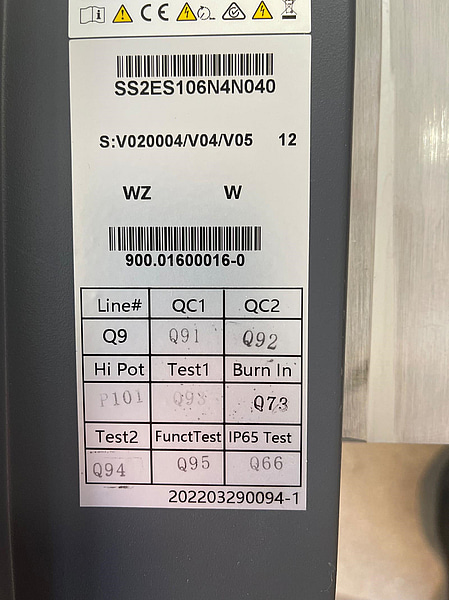 CE
SS2ES106N4N040
S:V020004/V04/V05 12
WZ W
900.01600016-0
Line# QC1 QC2
Q9 Q91 Q92
Hi Pot Test1 Burn In
P101 Q73
Test2 FunctTest IP65 Test
Q94 Q95 Q66
202203290094-1